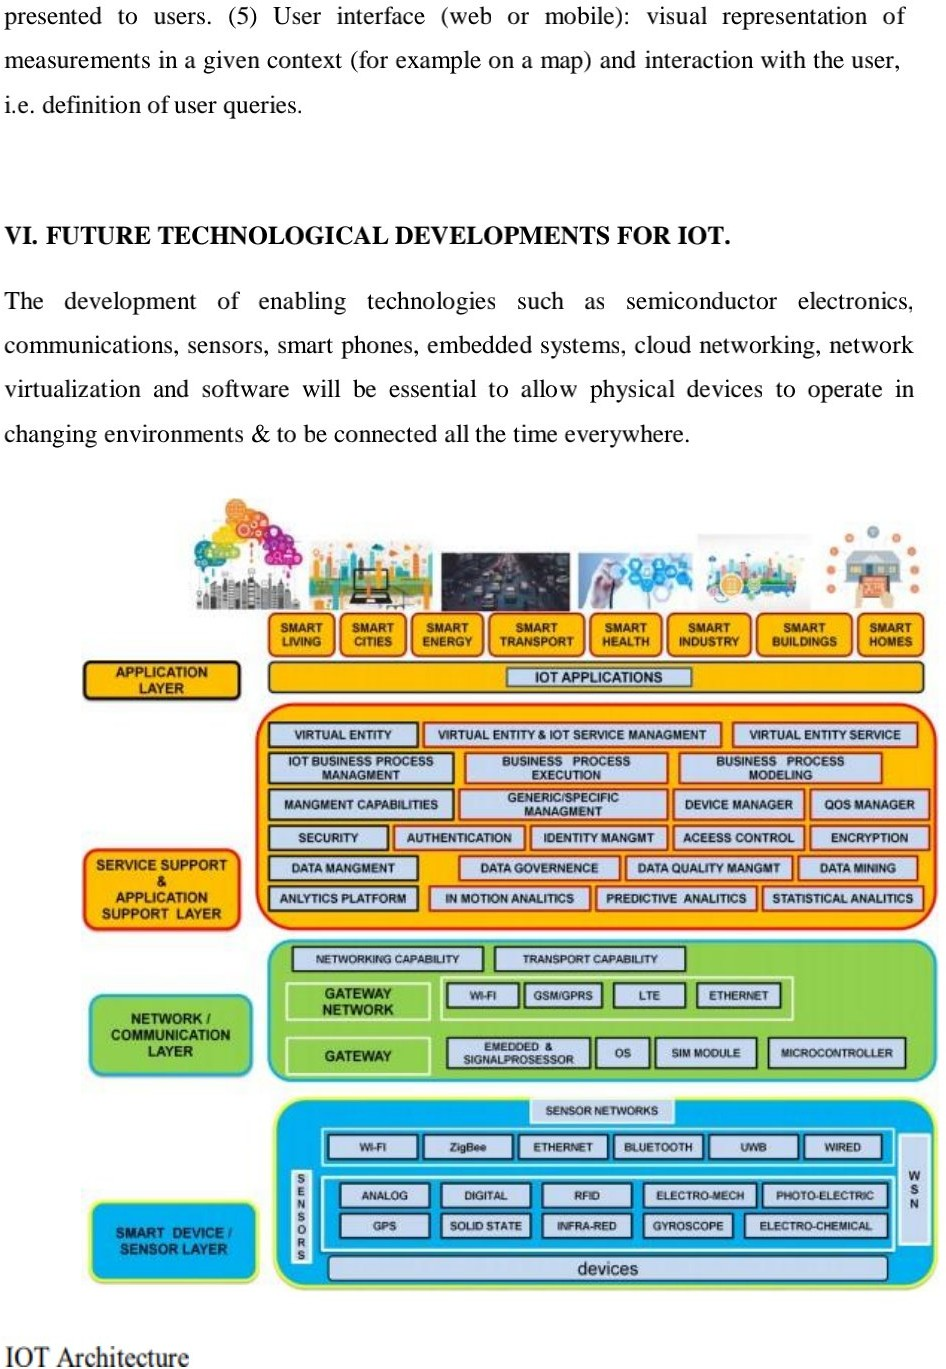 presented to users. (5) User interface (web or mobile): visual representation of
measurements in a given context (for example on a map) and interaction with the user,
i.e. definition of user queries.
VI. FUTURE TECHNOLOGICAL DEVELOPMENTS FOR IOT.
The development of enabling technologies such as semiconductor electronics,
communications, sensors, smart phones, embedded systems, cloud networking, network
virtualization and software will be essential to allow physical devices to operate in
changing environments & to be connected all the time everywhere.
SMART LIVING
SMART CITIES
SMART ENERGY
SMART TRANSPORT
SMART HEALTH
SMART INDUSTRY
SMART BUILDINGS
SMART HOMES
APPLICATION
LAYER
IOT APPLICATIONS
VIRTUAL ENTITY
VIRTUAL ENTITY & IOT SERVICE MANAGMENT
VIRTUAL ENTITY SERVICE
IOT BUSINESS PROCESS
MANAGMENT
BUSINESS PROCESS
EXECUTION
BUSINESS PROCESS
MODELING
MANGMENT CAPABILITIES
GENERIC/SPECIFIC
MANAGMENT
DEVICE MANAGER
QOS MANAGER
SECURITY
AUTHENTICATION
IDENTITY MANGMT
ACEESS CONTROL
ENCRYPTION
SERVICE SUPPORT
&
APPLICATION
SUPPORT LAYER
DATA MANGMENT
DATA GOVERNENCE
DATA QUALITY MANGMT
DATA MINING
ANLYTICS PLATFORM
IN MOTION ANALITICS
PREDICTIVE ANALITICS
STATISTICAL ANALITICS
NETWORKING CAPABILITY
TRANSPORT CAPABILITY
NETWORK /
COMMUNICATION
LAYER
GATEWAY
NETWORK
WI-FI
GSM/GPRS
LTE
ETHERNET
GATEWAY
EMEDDED &
SIGNALPROSESSOR
OS
SIM MODULE
MICROCONTROLLER
SENSOR NETWORKS
WI-FI
ZigBee
ETHERNET
BLUETOOTH
UWB
WIRED
SENSORS
WSN
ANALOG
DIGITAL
RFID
ELECTRO-MECH
PHOTO-ELECTRIC
GPS
SOLID STATE
INFRA-RED
GYROSCOPE
ELECTRO-CHEMICAL
SMART DEVICE /
SENSOR LAYER
devices
IOT Architecture